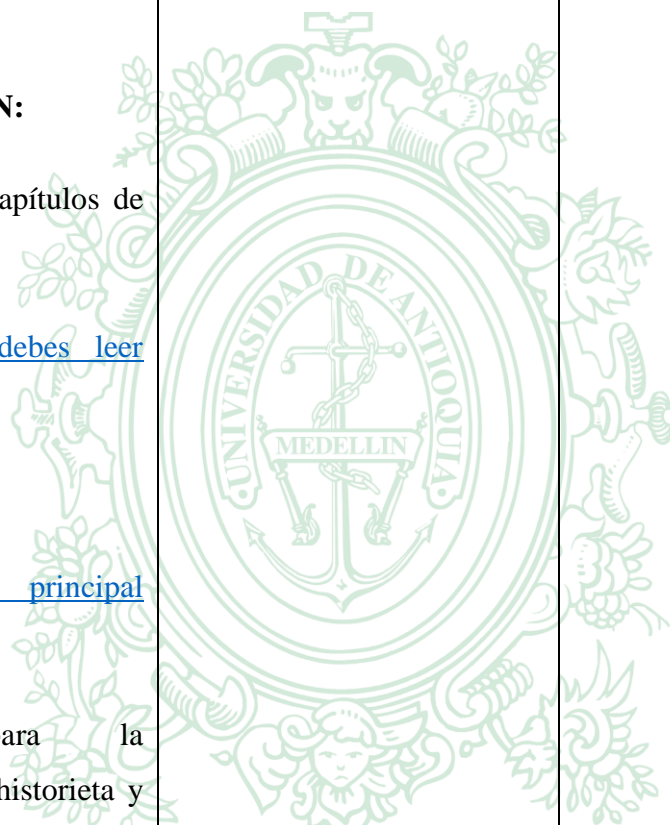 N:
apítulos de
debes leer
principal
ara la
historieta y
UNIVERSIDAD DE ANTIOQUIA
MEDELLIN